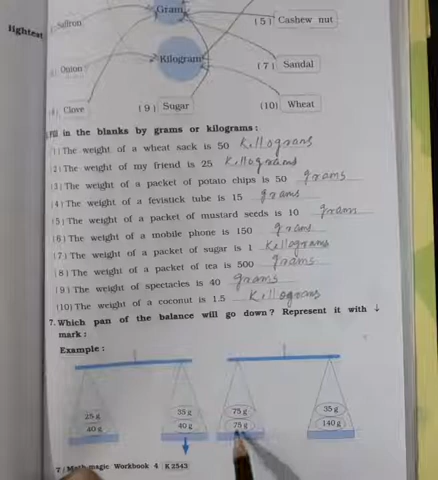 lightest
Saffron
Gram
(5) Cashew nut
Onion
Kilogram
(7) Sandal
Clove
(9) Sugar
(10) Wheat
Fill in the blanks by grams or kilograms :
(1) The weight of a wheat sack is 50 killograns
(2) The weight of my friend is 25 killograms
(3) The weight of a packet of potato chips is 50 grams
(4) The weight of a fevistick tube is 15 grams
(5) The weight of a packet of mustard seeds is 10 gram
(6) The weight of a mobile phone is 150 gram
(7) The weight of a packet of sugar is 1 killograms
(8) The weight of a packet of tea is 500 grams
(9) The weight of spectacles is 40 grams
(10) The weight of a coconut is 1.5 killograms
7. Which pan of the balance will go down? Represent it with ↓
mark :
Example :
25 g
40 g
35 g
40 g
75 g
75 g
35 g
140 g
7 / Math-magic Workbook 4 K 2543